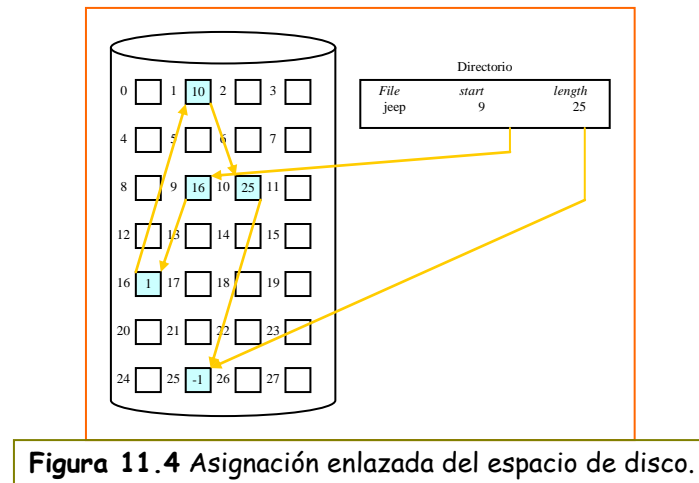 Directorio
File start length
jeep 9 25
0 1 10 2 3
4 5 6 7
8 9 16 10 25 11
12 13 14 15
16 1 17 18 19
20 21 22 23
24 25 -1 26 27
Figura 11.4 Asignación enlazada del espacio de disco.